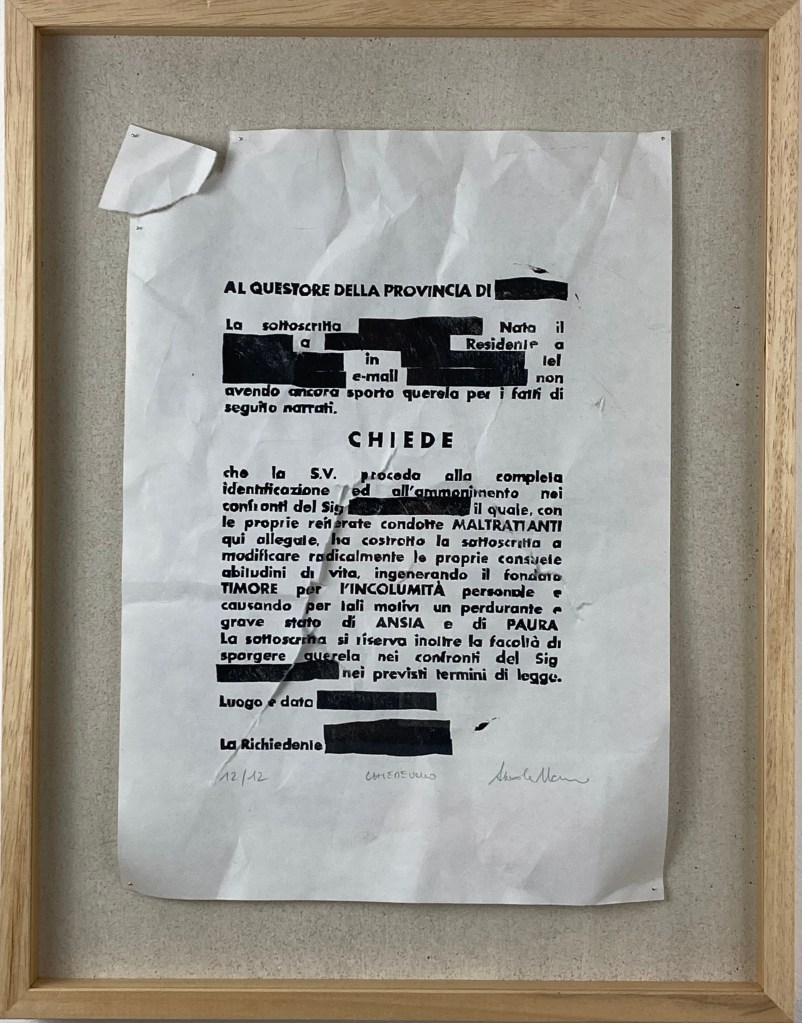 AL QUESTORE DELLA PROVINCIA DI
La sottoscritta Nata il
a Residente a
in tel
e-mail non
avendo ancora sporto querela per i fatti di
seguito narrati.
CHIEDE
che la S.V. proceda alla completa
identificazione ed all'ammonimento nei
confronti del Sig il quale, con
le proprie reiterate condotte MALTRATTANTI
qui allegate, ha costretto la sottoscritta a
modificare radicalmente le proprie consuete
abitudini di vita, ingenerando il fondato
TIMORE per l'INCOLUMITÀ personale e
causando per tali motivi un perdurante e
grave stato di ANSIA e di PAURA
La sottoscritta si riserva inoltre la facoltà di
sporgere querela nei confronti del Sig
nei previsti termini di legge.
Luogo e data
La Richiedente
12/12